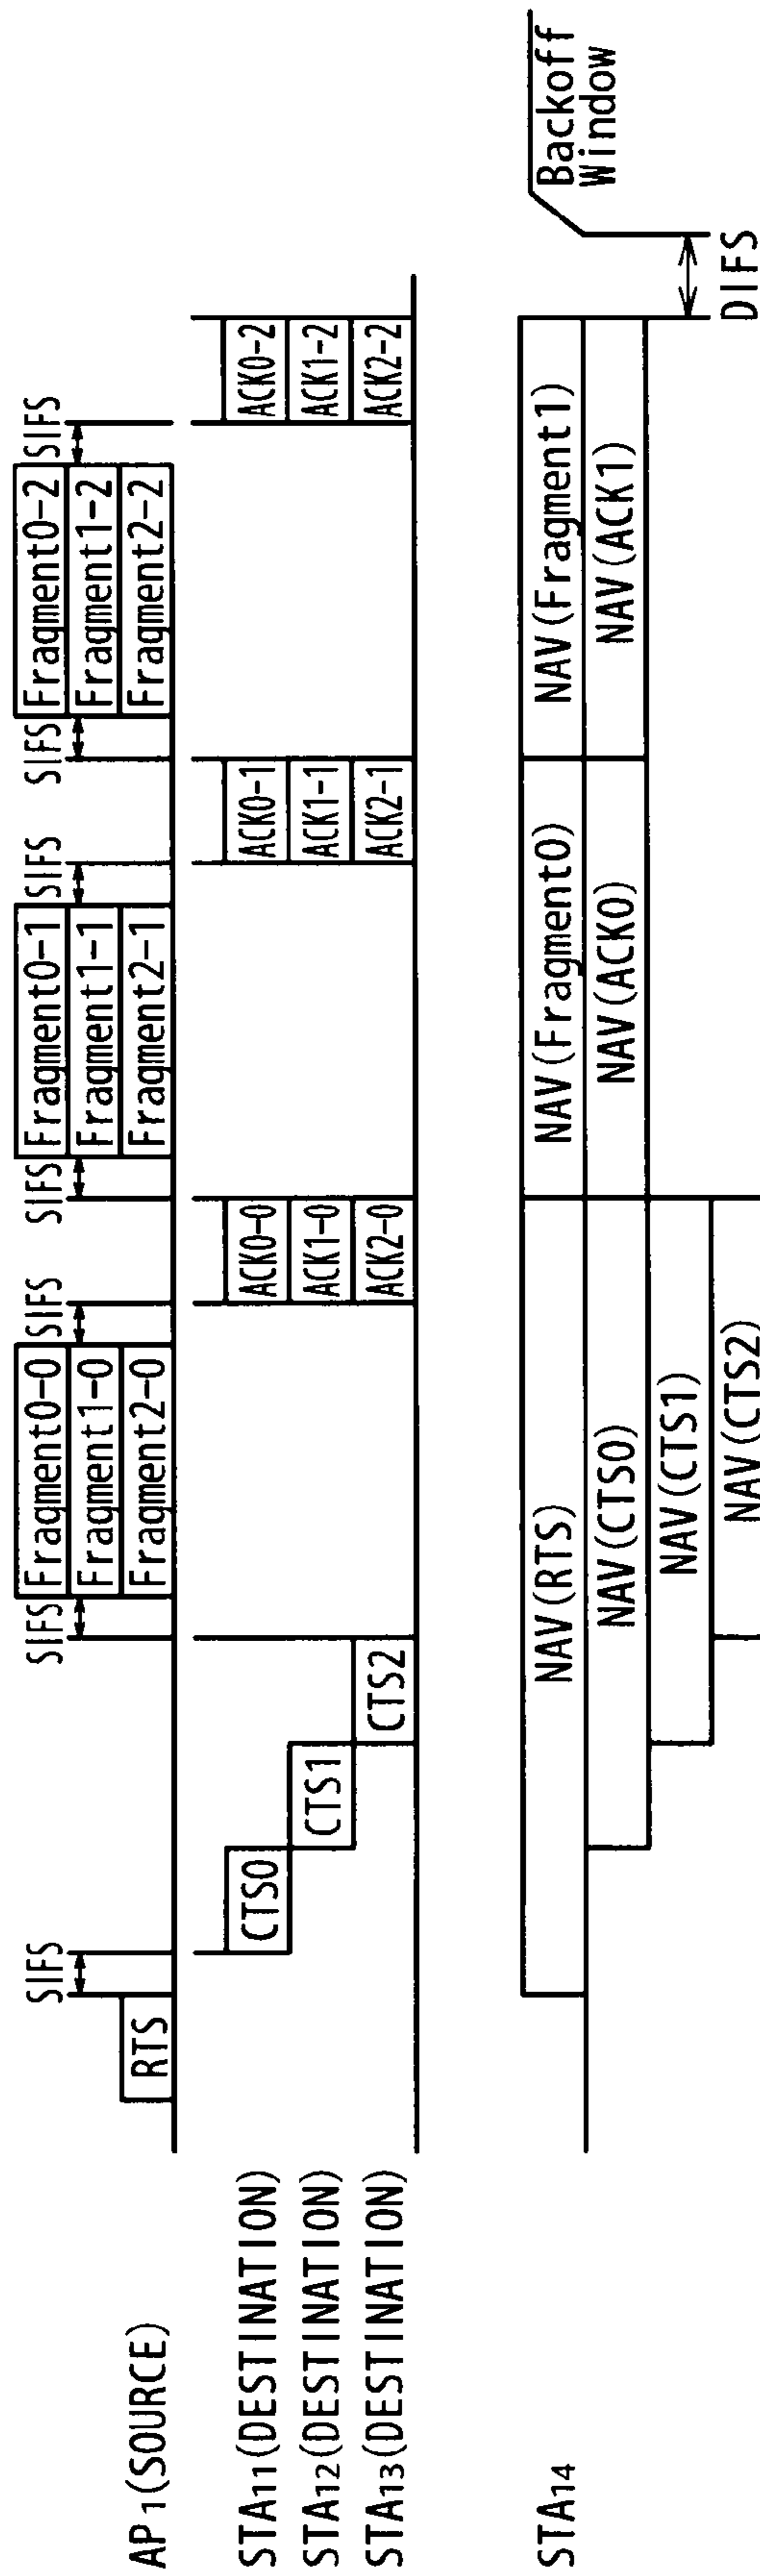 SIFS SIFS SIFS SIFS SIFS SIFS
Fragment0-0 Fragment0-1 Fragment0-2
Fragment1-0 Fragment1-1 Fragment1-2
AP1(SOURCE) RTS Fragment2-0 Fragment2-1 Fragment2-2
SIFS
STA11(DESTINATION) CTS0 ACK0-0 ACK0-1 ACK0-2
STA12(DESTINATION) CTS1 ACK1-0 ACK1-1 ACK1-2
STA13(DESTINATION) CTS2 ACK2-0 ACK2-1 ACK2-2
STA14 NAV(RTS) NAV(Fragment0) NAV(Fragment1) Backoff
Window
NAV(CTS0) NAV(ACK0) NAV(ACK1)
NAV(CTS1)
NAV(CTS2) DIFS